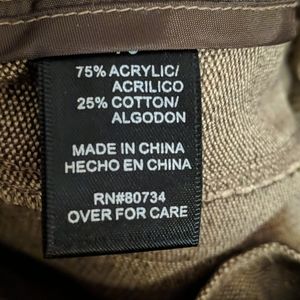 75% ACRYLIC/
ACRILICO
25% COTTON/
ALGODON
MADE IN CHINA
HECHO EN CHINA
RN#80734
OVER FOR CARE